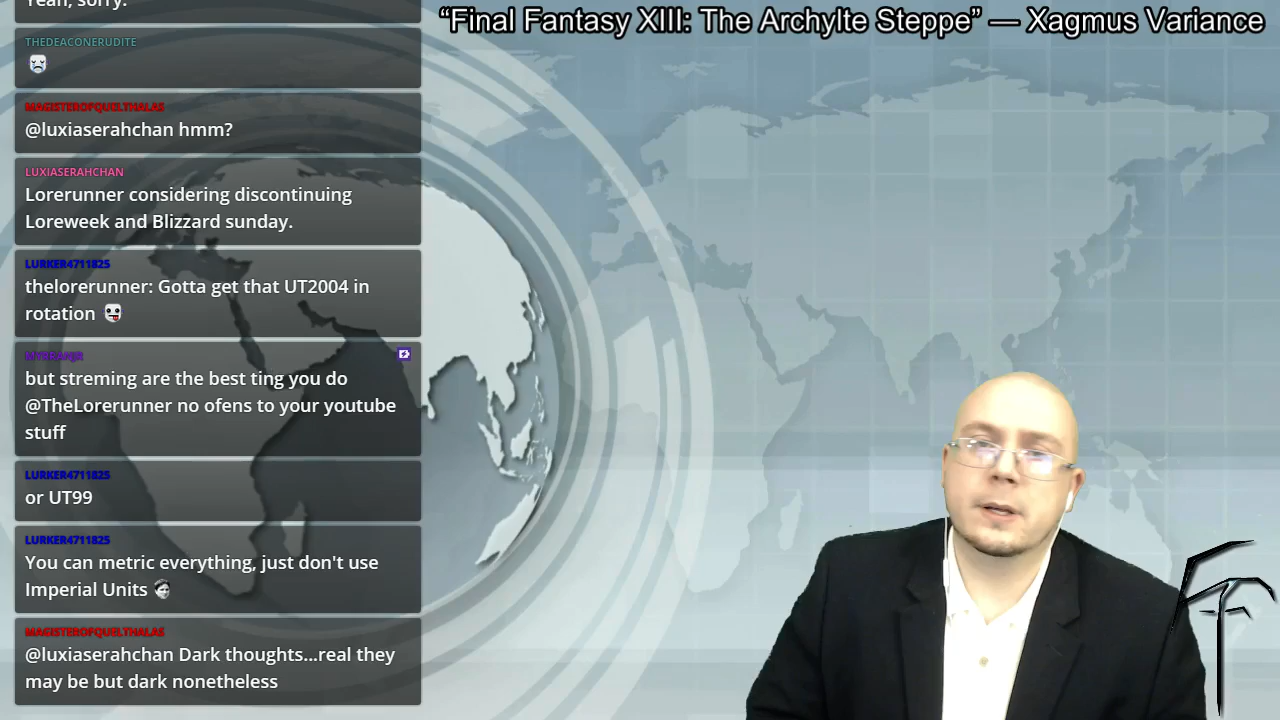 Yeah, sorry.
"Final Fantasy XIII: The Archylte Steppe" — Xagmus Variance
THEDEACONERUDITE
MAGISTEROFQUELTHALAS
@luxiaserahchan hmm?
LUXIASERAHCHAN
Lorerunner considering discontinuing
Loreweek and Blizzard sunday.
LURKER4711825
thelorerunner: Gotta get that UT2004 in
rotation
but streming are the best ting you do
@TheLorerunner no ofens to your youtube
stuff
LURKER4711825
or UT99
LURKER4711825
You can metric everything, just don't use
Imperial Units
MAGISTEROFQUELTHALAS
@luxiaserahchan Dark thoughts...real they
may be but dark nonetheless